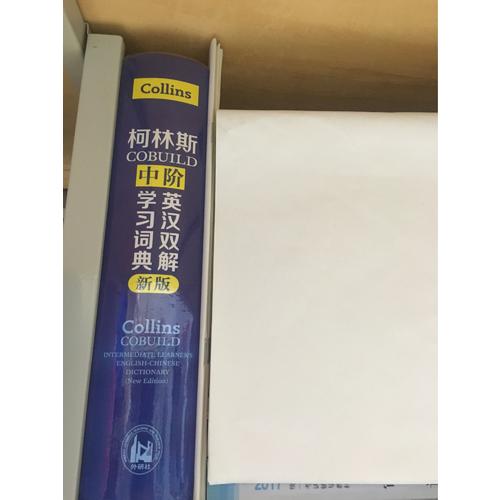 Collins
柯林斯
COBUILD
中阶
英汉双解
学习词典
新版
Collins
COBUILD
INTERMEDIATE LEARNER'S
ENGLISH-CHINESE
DICTIONARY
(New Edition)
外研社
2017